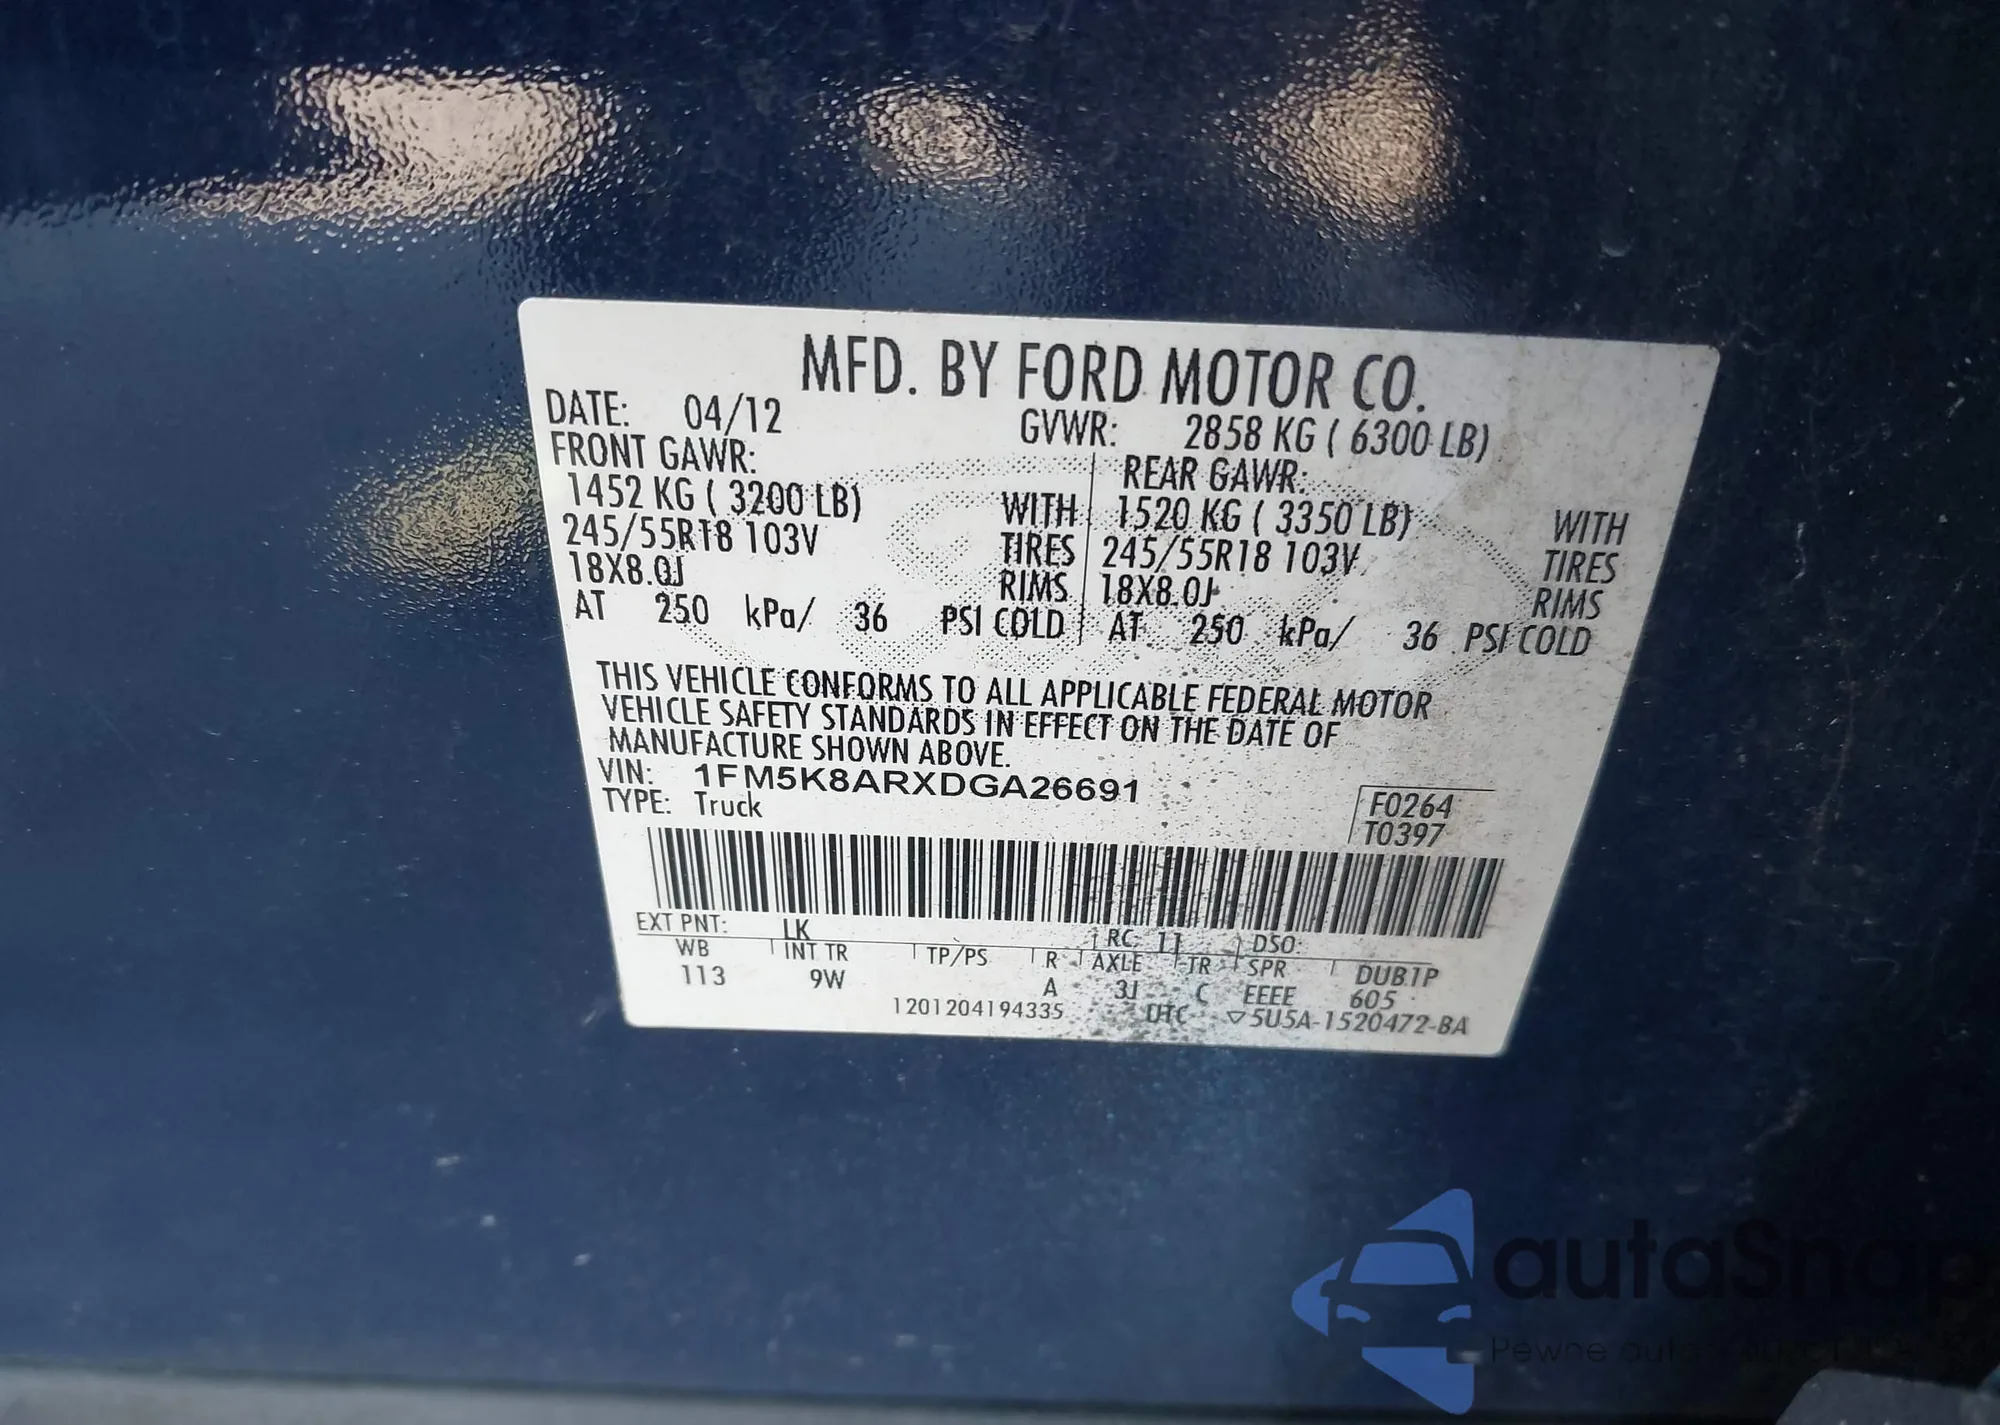 MFD. BY FORD MOTOR CO.
DATE: 04/12 GVWR: 2858 KG ( 6300 LB)
FRONT GAWR: REAR GAWR:
1452 KG ( 3200 LB) WITH 1520 KG ( 3350 LB) WITH
245/55R18 103V TIRES 245/55R18 103V TIRES
18X8.0J RIMS 18X8.0J RIMS
AT 250 kPa/ 36 PSI COLD AT 250 kPa/ 36 PSI COLD
THIS VEHICLE CONFORMS TO ALL APPLICABLE FEDERAL MOTOR
VEHICLE SAFETY STANDARDS IN EFFECT ON THE DATE OF
MANUFACTURE SHOWN ABOVE.
VIN: 1FM5K8ARXDGA26691
TYPE: Truck
F0264
T0397
EXT PNT: LK RC: 11 DSO:
WB INT TR TP/PS R AXLE TR SPR DUB1P
113 9W A 3J C EEEE 605
1201204194335 UTC ▽5U5A-1520472-BA
autaSnap
Pewne auta